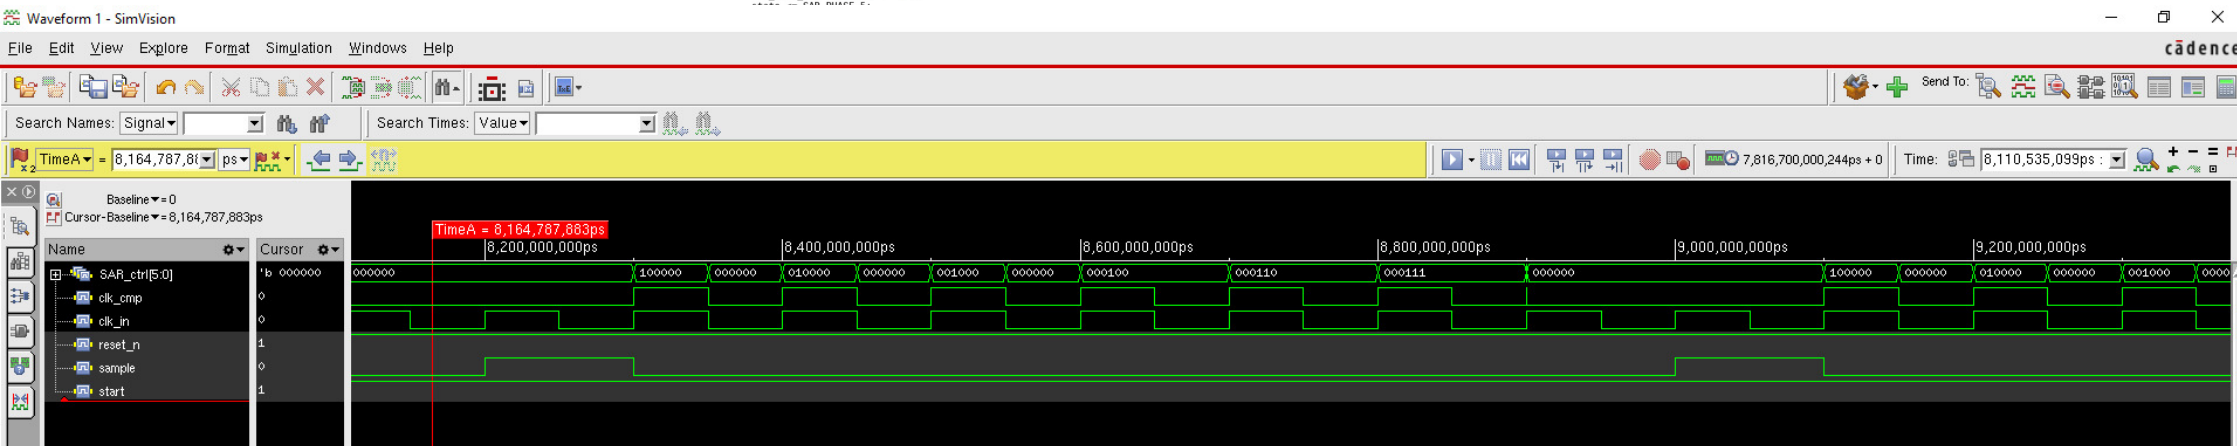 Waveform 1 - SimVision
File Edit View Explore Format Simulation Windows Help
cādence
Send To:
Search Names: Signal
Search Times: Value
TimeA = 8,164,787,8 ps
7,816,700,000,244ps + 0
Time: 8,110,535,099ps :
Baseline = 0
Cursor-Baseline = 8,164,787,883ps
TimeA = 8,164,787,883ps
Name Cursor
8,200,000,000ps 8,400,000,000ps 8,600,000,000ps 8,800,000,000ps 9,000,000,000ps 9,200,000,000ps
SAR_ctrl[5:0] 'b 000000 000000 100000 000000 010000 000000 001000 000000 000100 000110 000111 000000 100000 000000 010000 000000 001000 0000
clk_cmp 0
clk_in 0
reset_n 1
sample 0
start 1